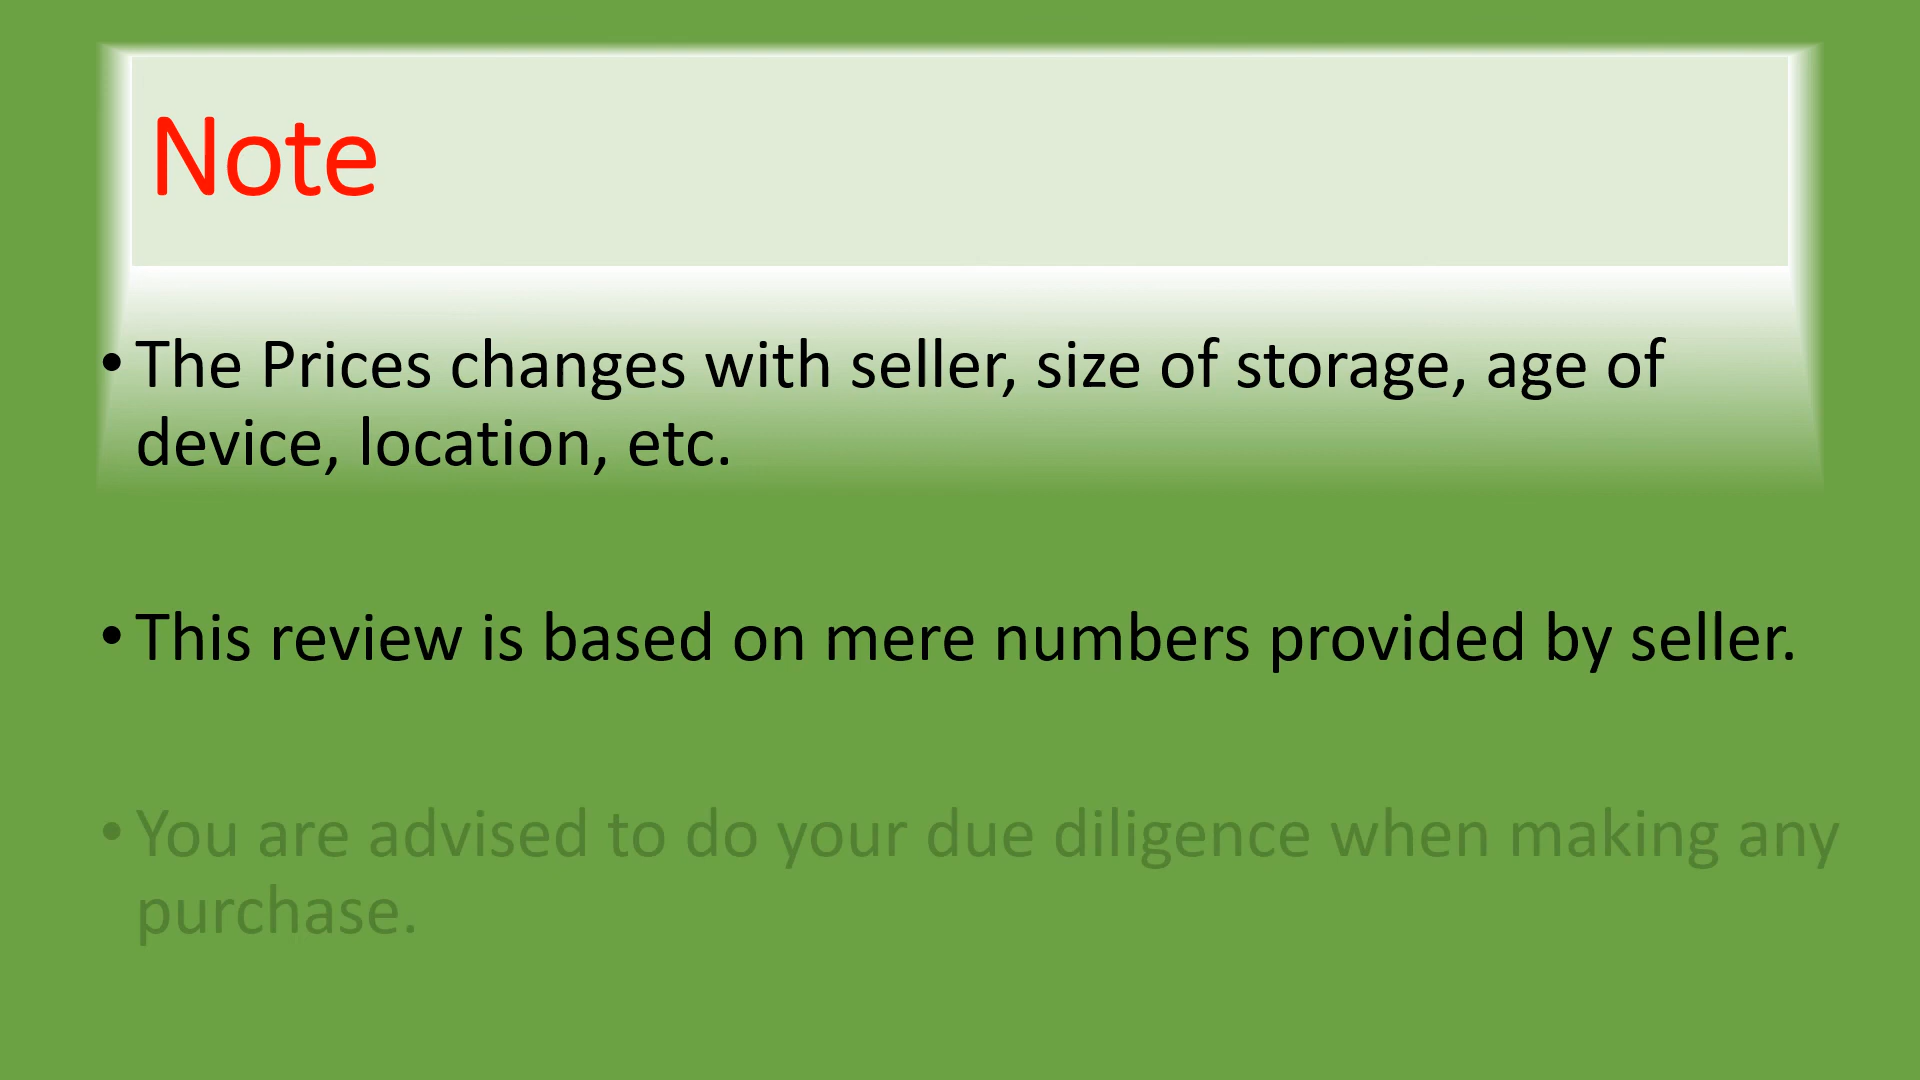 Note
• The Prices changes with seller, size of storage, age of
device, location, etc.
• This review is based on mere numbers provided by seller.
• You are advised to do your due diligence when making any
purchase.